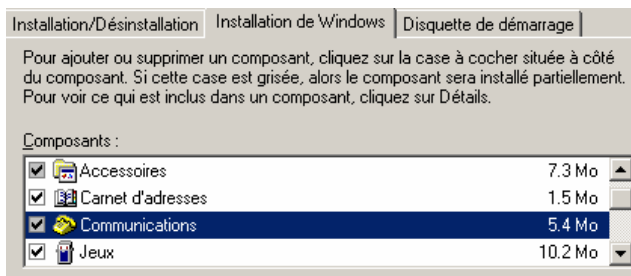 Installation/Désinstallation Installation de Windows Disquette de démarrage
Pour ajouter ou supprimer un composant, cliquez sur la case à cocher située à côté
du composant. Si cette case est grisée, alors le composant sera installé partiellement.
Pour voir ce qui est inclus dans un composant, cliquez sur Détails.
Composants :
Accessoires 7.3 Mo
Carnet d'adresses 1.5 Mo
Communications 5.4 Mo
Jeux 10.2 Mo